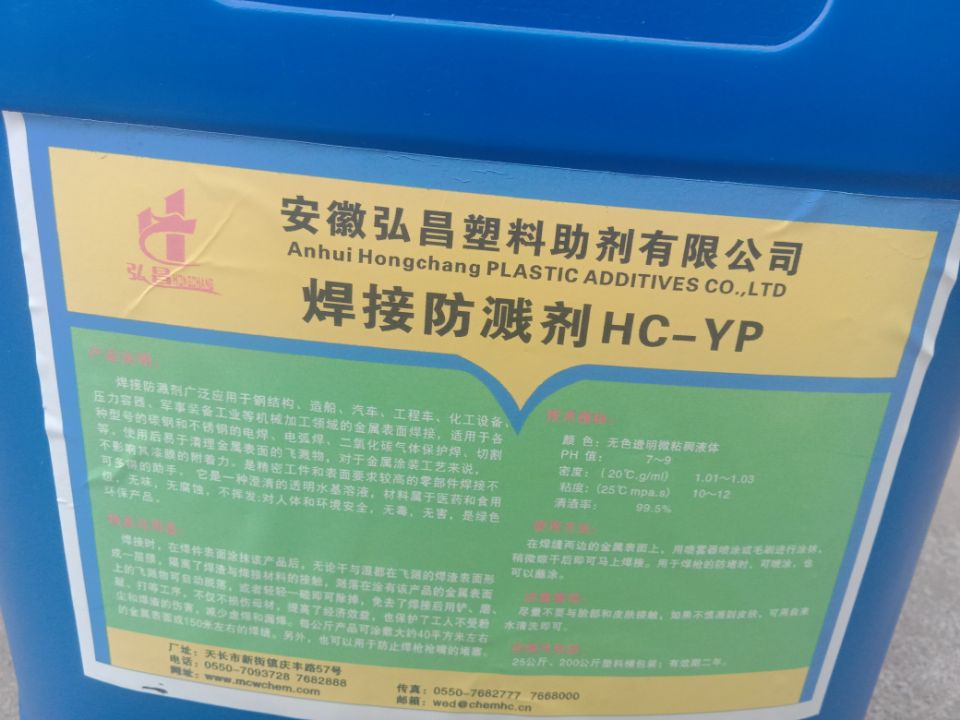 弘昌 HONGCHANG
安徽弘昌塑料助剂有限公司
Anhui Hongchang PLASTIC ADDITIVES CO.,LTD
焊接防溅剂HC-YP
焊接防溅剂广泛应用于钢结构、造船、汽车、工程车、化工设备、
压力容器、军事装备工业等机械加工领域的金属表面焊接，适用于各
种型号的碳钢和不锈钢的电焊、电弧焊、二氧化碳气体保护焊、切割
等。使用后易于清理金属表面的飞溅物，对于金属涂装工艺来说，
不影响其漆膜的附着力。是精密工件和表面要求较高的零部件焊接不
可多得的助手。它是一种澄清的透明水基溶液，材料属于医药和食用
，无味，无腐蚀，不挥发;对人体和环境安全，无毒，无害，是绿色
环保产品。
焊接时，在焊件表面涂抹该产品后，无论干与湿都在飞溅的焊渣表面形
成一层膜，隔离了焊渣与焊接材料的接触，溅落在涂有该产品的金属表面
上的飞溅物可自动脱落，或者轻轻一碰即可除掉，免去了焊接后用铲、磨、
敲、打等工序，不仅不损伤母材，提高了经济效益，也保护了工人不受粉
尘和焊渣的伤害，减少虚焊和漏焊。每公斤产品可涂敷大约40平方米左右
的金属表面或150米左右的焊缝。另外，也可以用于防止焊枪枪嘴的堵塞。
技术指标：
颜 色：无色透明微粘稠液体
PH 值： 7～9
密度：（20℃.g/ml） 1.01～1.03
粘度：(25℃ mpa.s) 10～12
清洁率： 99.5%
使用方法：
在焊缝两边的金属表面上，用喷雾器喷涂或毛刷进行涂抹，
稍微晾干后即可马上焊接。用于焊枪的防堵时，可喷涂，也
可以蘸涂。
注意事项：
尽量不要与脸部和皮肤接触，如果不慎溅到皮肤，可用自来
水清洗即可。
25公斤、200公斤塑料桶包装；有效期二年。
厂址：天长市新街镇庆丰路57号
电话：0550-7093728 7682888
传真：0550-7682777 7668000
网址：www.mcwchem.com
邮箱：wed@chemhc.cn